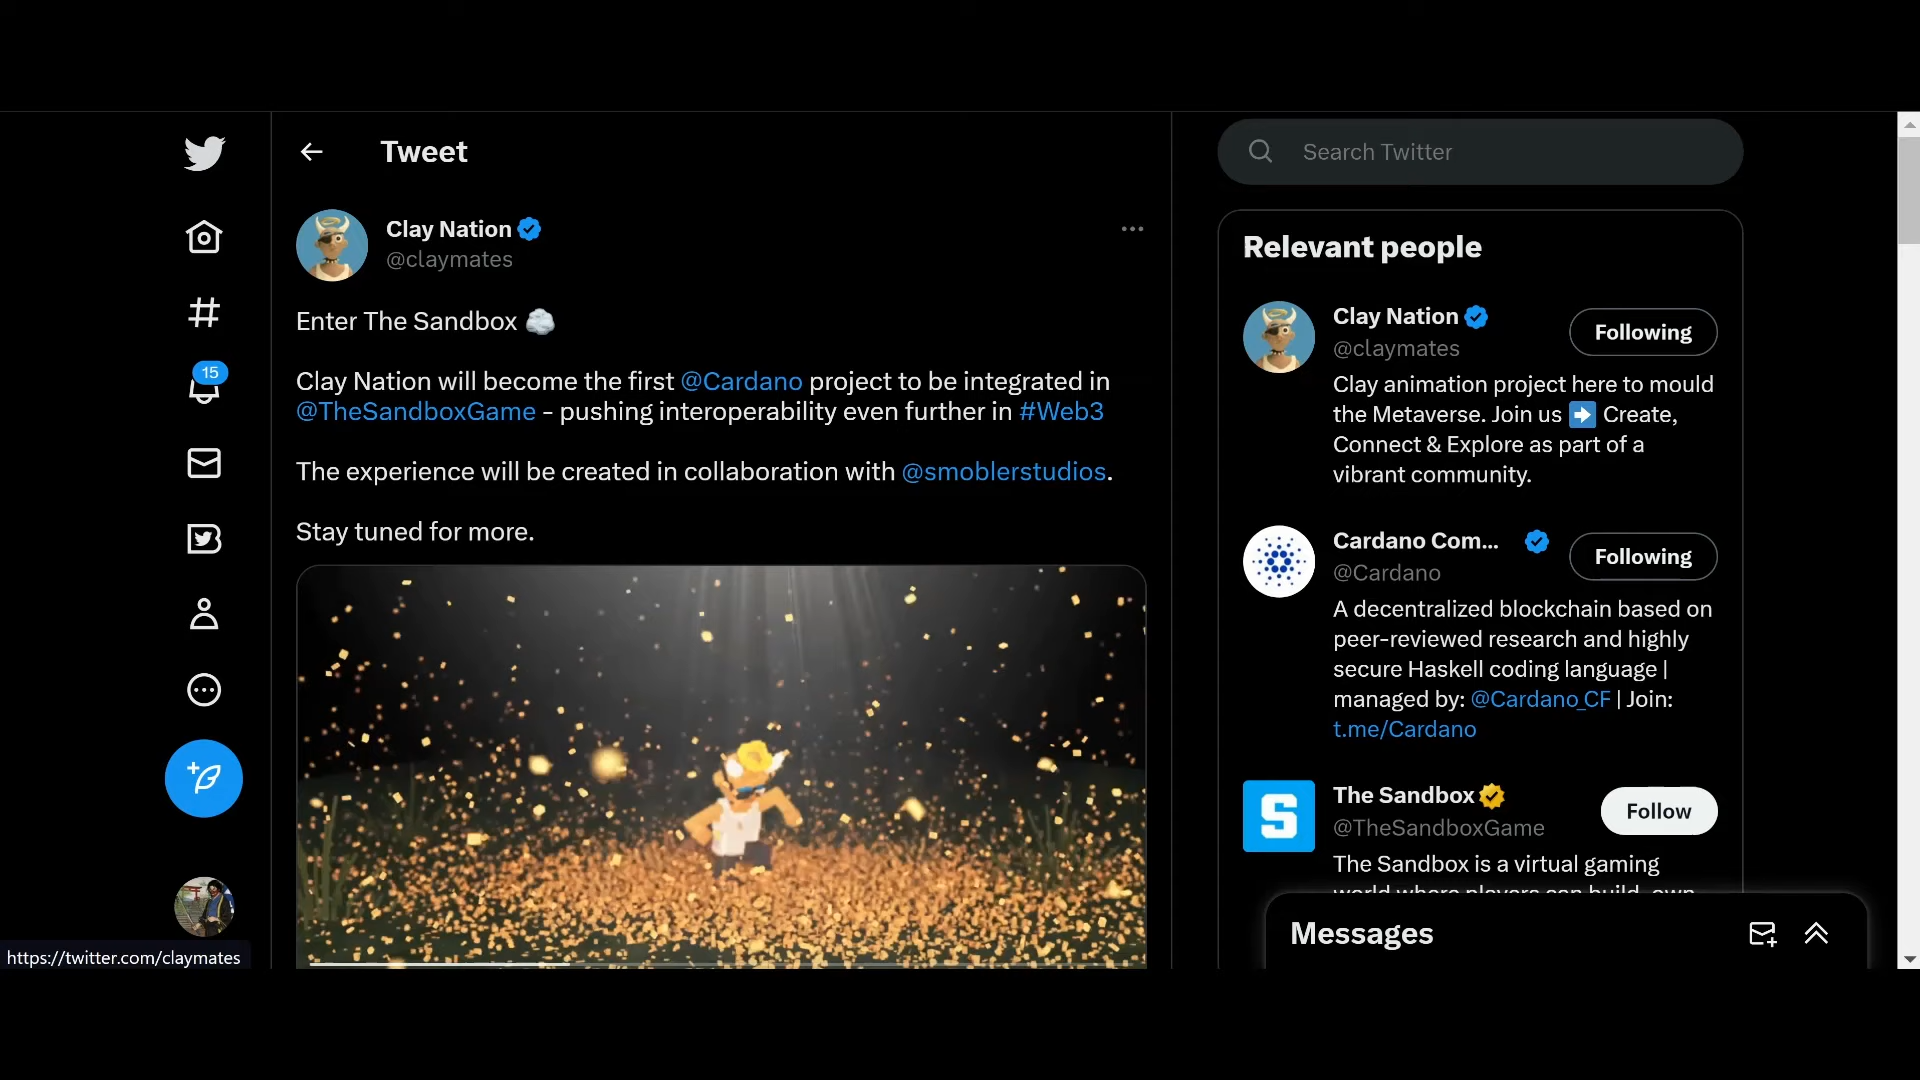 Tweet
Search Twitter
Clay Nation
@claymates
Enter The Sandbox
Clay Nation will become the first @Cardano project to be integrated in
@TheSandboxGame - pushing interoperability even further in #Web3
The experience will be created in collaboration with @smoblerstudios.
Stay tuned for more.
15
Relevant people
Clay Nation
@claymates
Following
Clay animation project here to mould
the Metaverse. Join us ➡️ Create,
Connect & Explore as part of a
vibrant community.
Cardano Com...
@Cardano
Following
A decentralized blockchain based on
peer-reviewed research and highly
secure Haskell coding language |
managed by: @Cardano_CF | Join:
t.me/Cardano
S
The Sandbox
@TheSandboxGame
Follow
The Sandbox is a virtual gaming
world where players can build, own
Messages
https://twitter.com/claymates